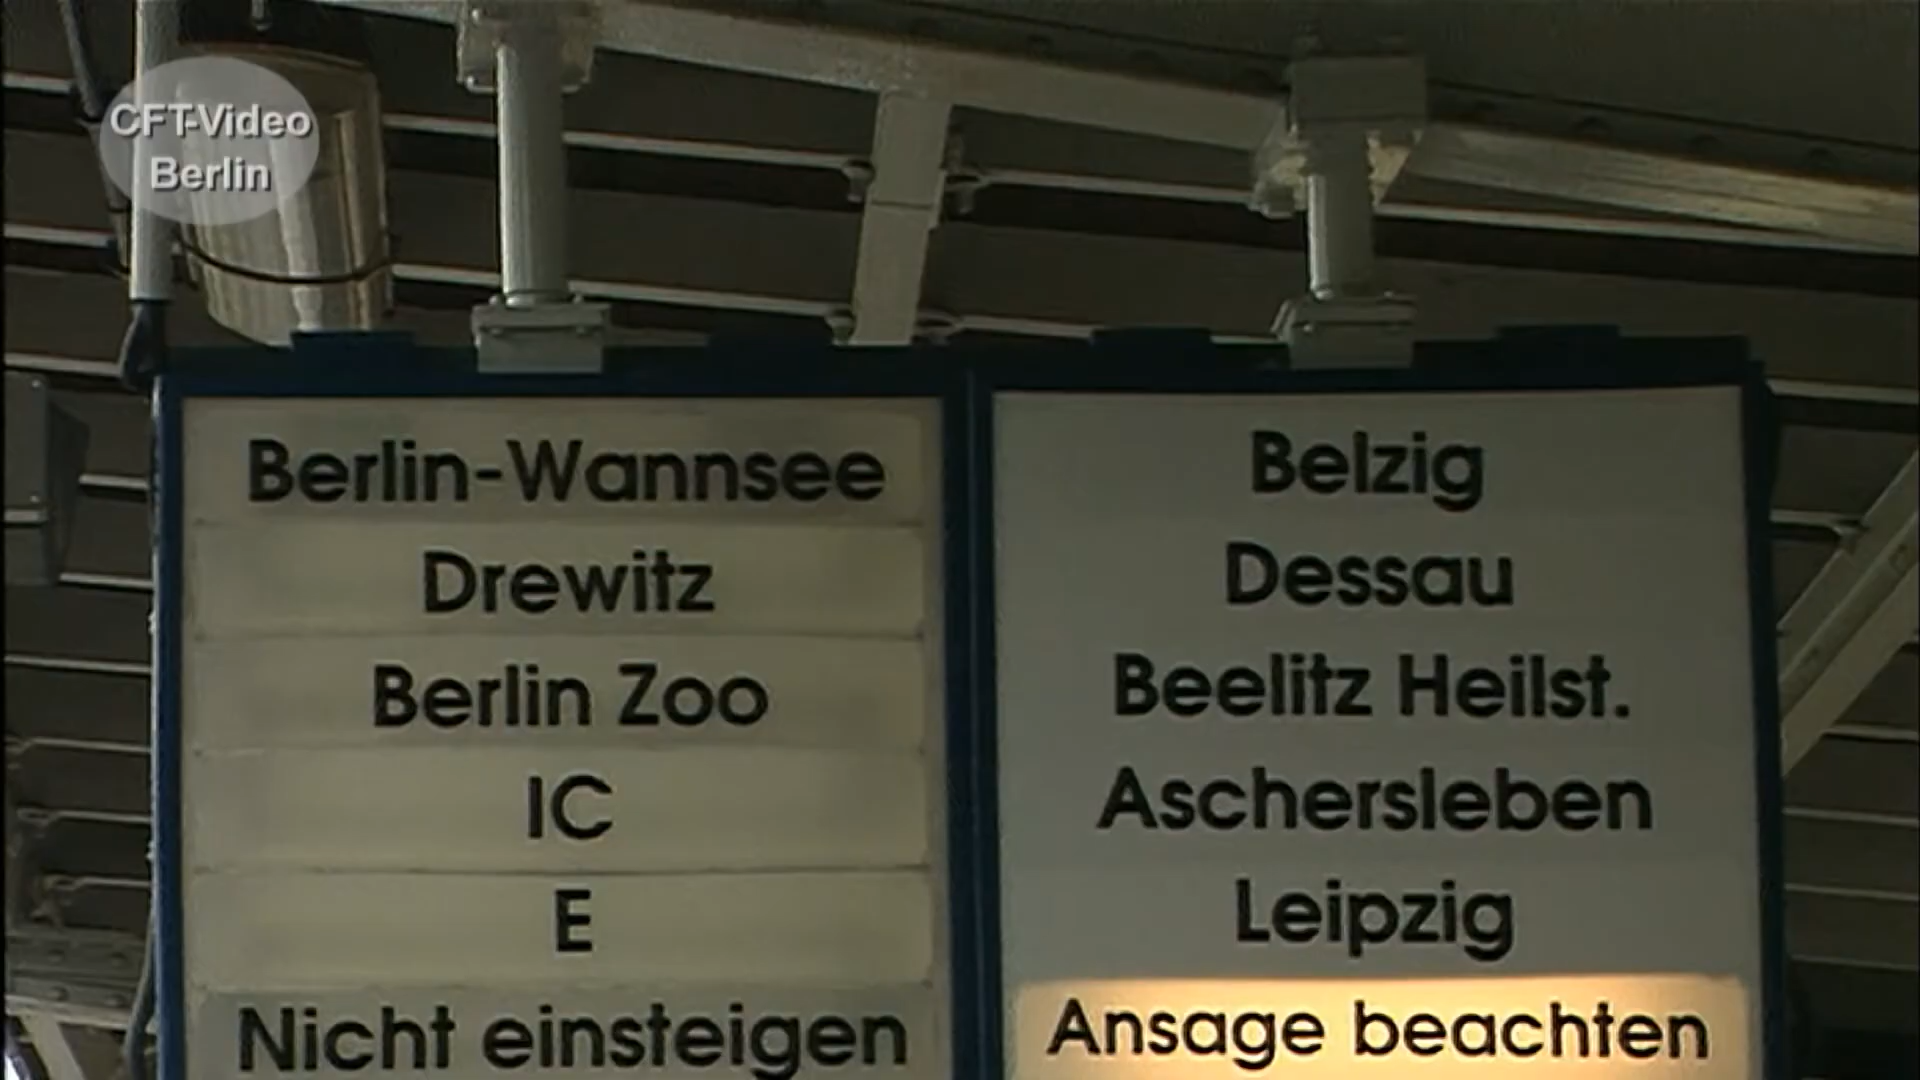 CFT-Video
Berlin
Berlin-Wannsee
Drewitz
Berlin Zoo
IC
E
Nicht einsteigen
Belzig
Dessau
Beelitz Heilst.
Aschersleben
Leipzig
Ansage beachten